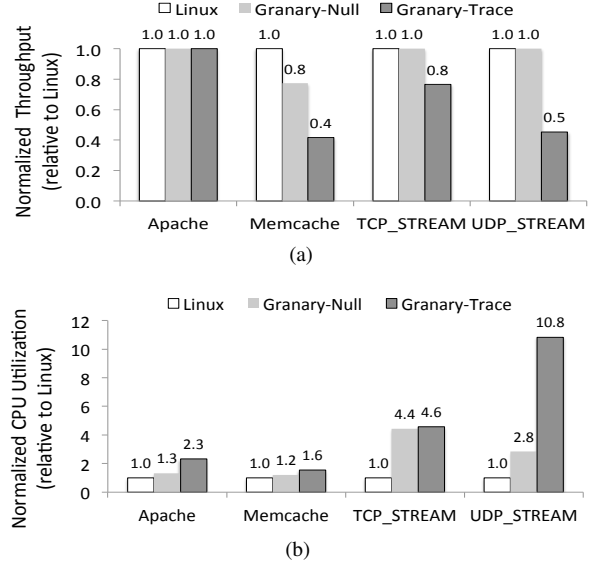 Linux Granary-Null Granary-Trace
1.0 1.0 1.0 1.0 0.8 0.4 1.0 1.0 0.8 1.0 1.0 0.5
Normalized Throughput
(relative to Linux)
1.0
0.8
0.6
0.4
0.2
0.0
Apache Memcache TCP_STREAM UDP_STREAM
(a)
Linux Granary-Null Granary-Trace
Normalized CPU Utilization
(relative to Linux)
12
10
8
6
4
2
0
1.0 1.3 2.3 1.0 1.2 1.6 1.0 4.4 4.6 1.0 2.8 10.8
Apache Memcache TCP_STREAM UDP_STREAM
(b)